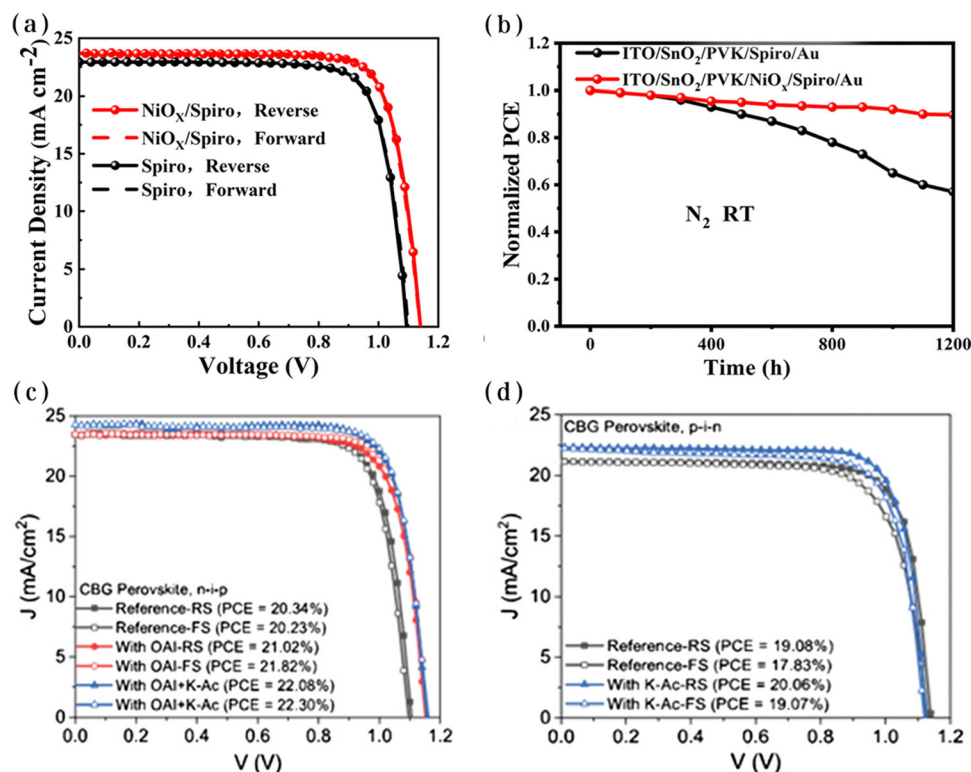 (a)
25
20
15
10
5
0
0.0 0.2 0.4 0.6 0.8 1.0 1.2
Current Density (mA cm⁻²)
Voltage (V)
NiOₓ/Spiro，Reverse
NiOₓ/Spiro，Forward
Spiro，Reverse
Spiro，Forward
(b)
1.2
1.0
0.8
0.6
0.4
0.2
0.0
0 400 800 1200
Normalized PCE
Time (h)
ITO/SnO₂/PVK/Spiro/Au
ITO/SnO₂/PVK/NiOₓ/Spiro/Au
N₂ RT
(c)
25
20
15
10
5
0
0.0 0.2 0.4 0.6 0.8 1.0 1.2
J (mA/cm²)
V (V)
CBG Perovskite, n-i-p
Reference-RS (PCE = 20.34%)
Reference-FS (PCE = 20.23%)
With OAI-RS (PCE = 21.02%)
With OAI-FS (PCE = 21.82%)
With OAI+K-Ac (PCE = 22.08%)
With OAI+K-Ac (PCE = 22.30%)
(d)
25
20
15
10
5
0
0.0 0.2 0.4 0.6 0.8 1.0 1.2
J (mA/cm²)
V (V)
CBG Perovskite, p-i-n
Reference-RS (PCE = 19.08%)
Reference-FS (PCE = 17.83%)
With K-Ac-RS (PCE = 20.06%)
With K-Ac-FS (PCE = 19.07%)